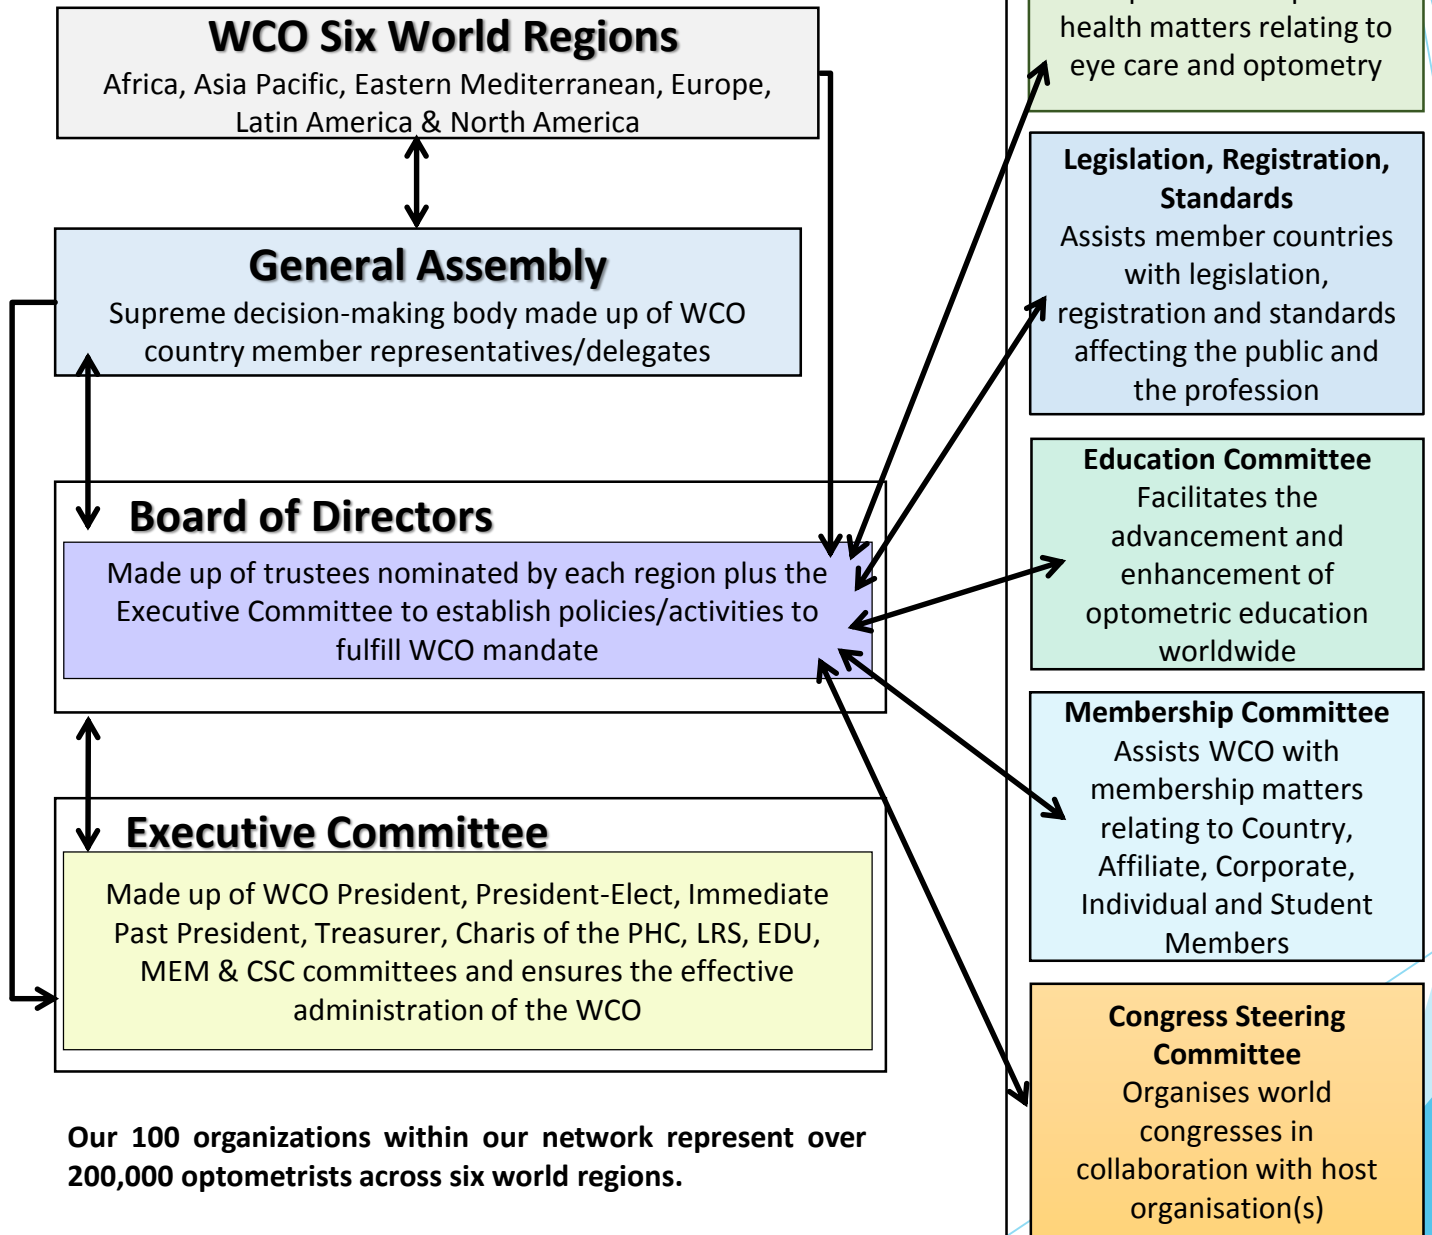 WCO Six World Regions
Africa, Asia Pacific, Eastern Mediterranean, Europe,
Latin America & North America
General Assembly
Supreme decision-making body made up of WCO
country member representatives/delegates
Board of Directors
Made up of trustees nominated by each region plus the
Executive Committee to establish policies/activities to
fulfill WCO mandate
Executive Committee
Made up of WCO President, President-Elect, Immediate
Past President, Treasurer, Charis of the PHC, LRS, EDU,
MEM & CSC committees and ensures the effective
administration of the WCO
Our 100 organizations within our network represent over
200,000 optometrists across six world regions.
health matters relating to
eye care and optometry
Legislation, Registration,
Standards
Assists member countries
with legislation,
registration and standards
affecting the public and
the profession
Education Committee
Facilitates the
advancement and
enhancement of
optometric education
worldwide
Membership Committee
Assists WCO with
membership matters
relating to Country,
Affiliate, Corporate,
Individual and Student
Members
Congress Steering
Committee
Organises world
congresses in
collaboration with host
organisation(s)